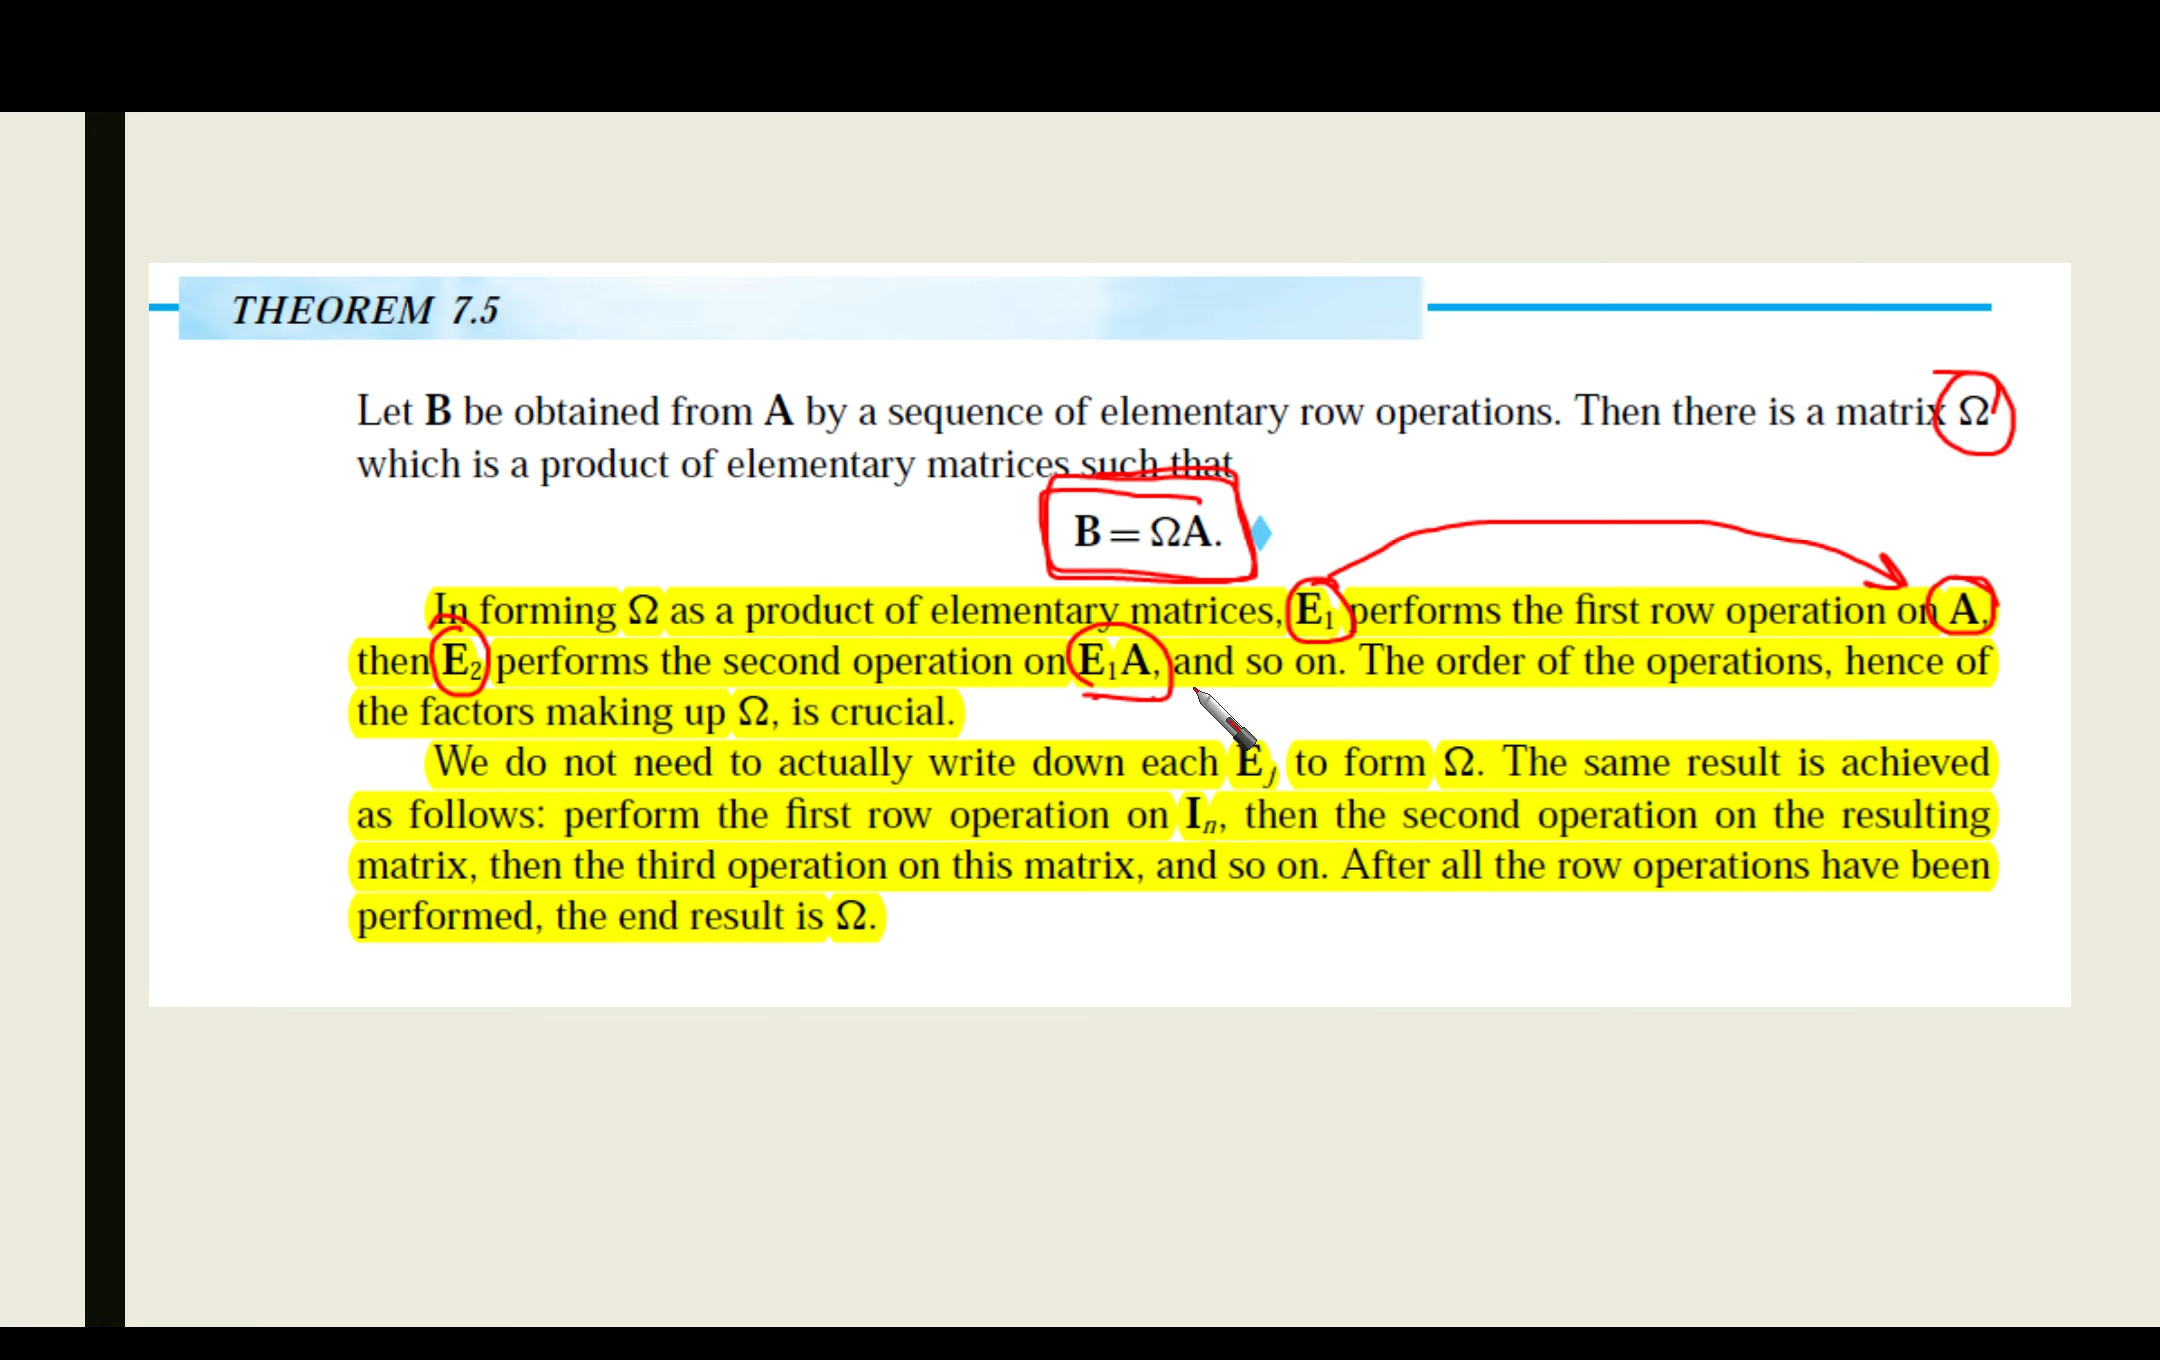 THEOREM 7.5
Let B be obtained from A by a sequence of elementary row operations. Then there is a matrix Ω
which is a product of elementary matrices such that
B = ΩA.
In forming Ω as a product of elementary matrices, E₁ performs the first row operation on A,
then E₂ performs the second operation on E₁A, and so on. The order of the operations, hence of
the factors making up Ω, is crucial.
We do not need to actually write down each Eⱼ to form Ω. The same result is achieved
as follows: perform the first row operation on Iₙ, then the second operation on the resulting
matrix, then the third operation on this matrix, and so on. After all the row operations have been
performed, the end result is Ω.